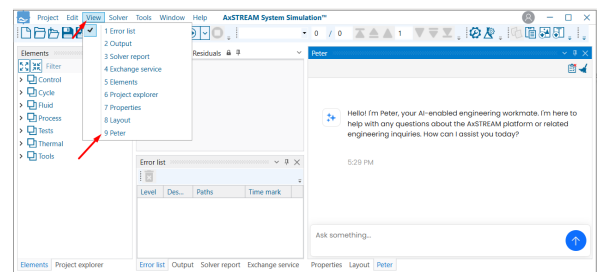 Project Edit View Solver Tools Window Help AxSTREAM System Simulation™
0 / 0 1
Elements
Filter
Control
Cycle
Fluid
Process
Tests
Thermal
Tools
1 Error list
2 Output
3 Solver report
4 Exchange service
5 Elements
6 Project explorer
7 Properties
8 Layout
9 Peter
Residuals
Error list
Level Des... Paths Time mark
Peter
Hello! I'm Peter, your AI-enabled engineering workmate. I'm here to
help with any questions about the AxSTREAM platform or related
engineering inquiries. How can I assist you today?
5:29 PM
Ask something...
Elements Project explorer Error list Output Solver report Exchange service Properties Layout Peter